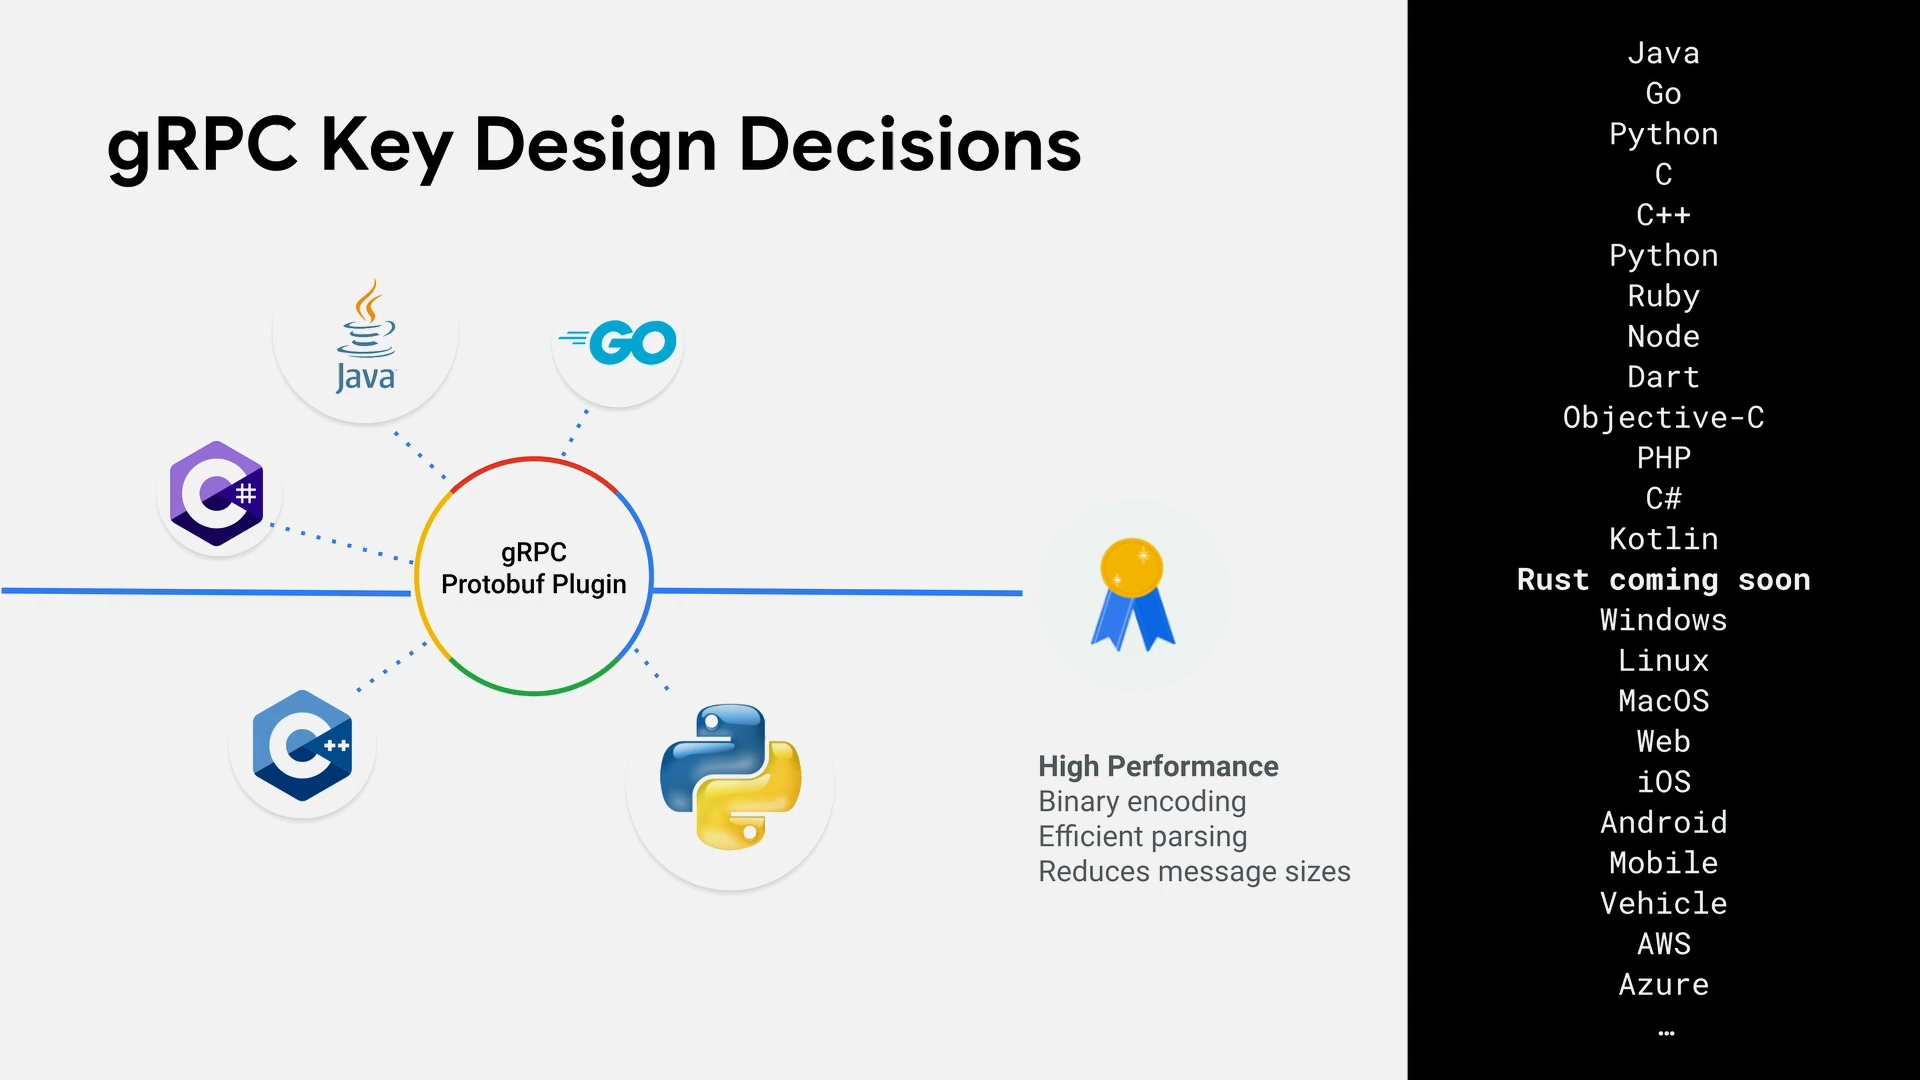 gRPC Key Design Decisions
Java
GO
C#
gRPC
Protobuf Plugin
C++
High Performance
Binary encoding
Efficient parsing
Reduces message sizes
Java
Go
Python
C
C++
Python
Ruby
Node
Dart
Objective-C
PHP
C#
Kotlin
Rust coming soon
Windows
Linux
MacOS
Web
iOS
Android
Mobile
Vehicle
AWS
Azure
…